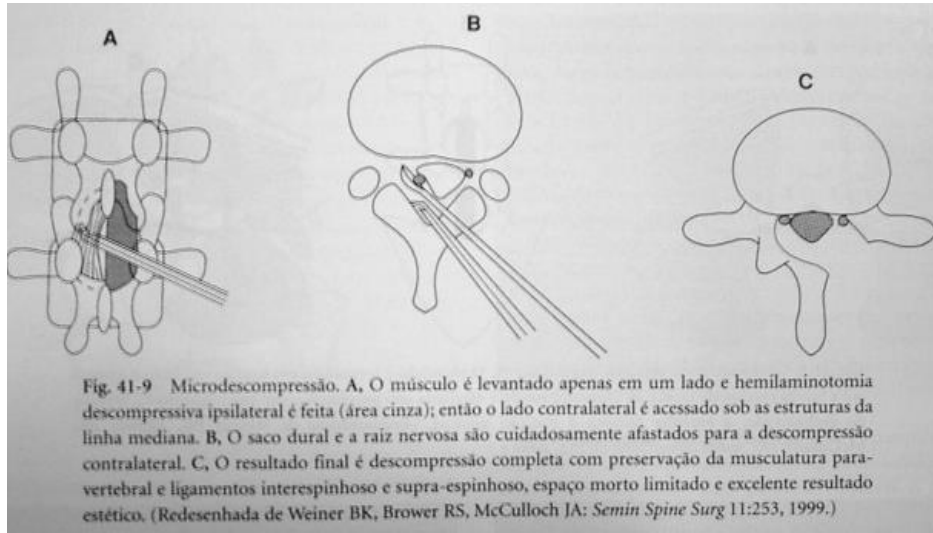 A
B
C
Fig. 41-9 Microdescompressão. A, O músculo é levantado apenas em um lado e hemilaminotomia
descompressiva ipsilateral é feita (área cinza); então o lado contralateral é acessado sob as estruturas da
linha mediana. B, O saco dural e a raiz nervosa são cuidadosamente afastados para a descompressão
contralateral. C, O resultado final é descompressão completa com preservação da musculatura para-
vertebral e ligamentos interespinhoso e supra-espinhoso, espaço morto limitado e excelente resultado
estético. (Redesenhada de Weiner BK, Brower RS, McCulloch JA: Semin Spine Surg 11:253, 1999.)